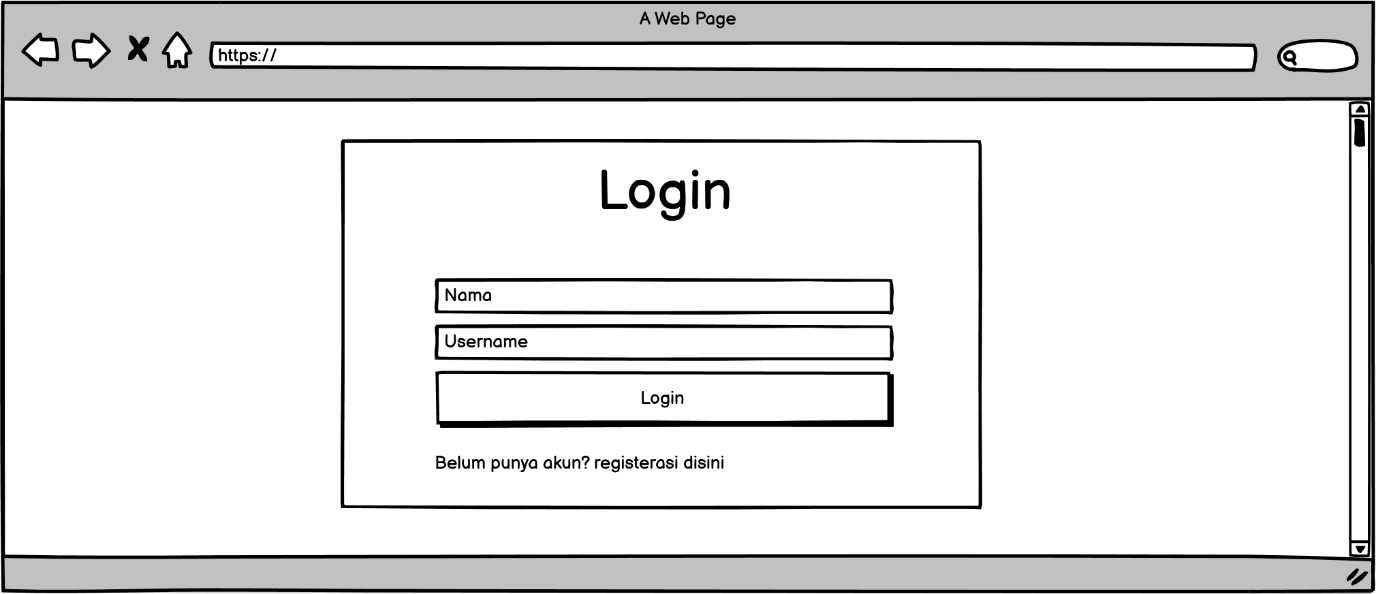 A Web Page
https://
Login
Nama
Username
Login
Belum punya akun? registerasi disini